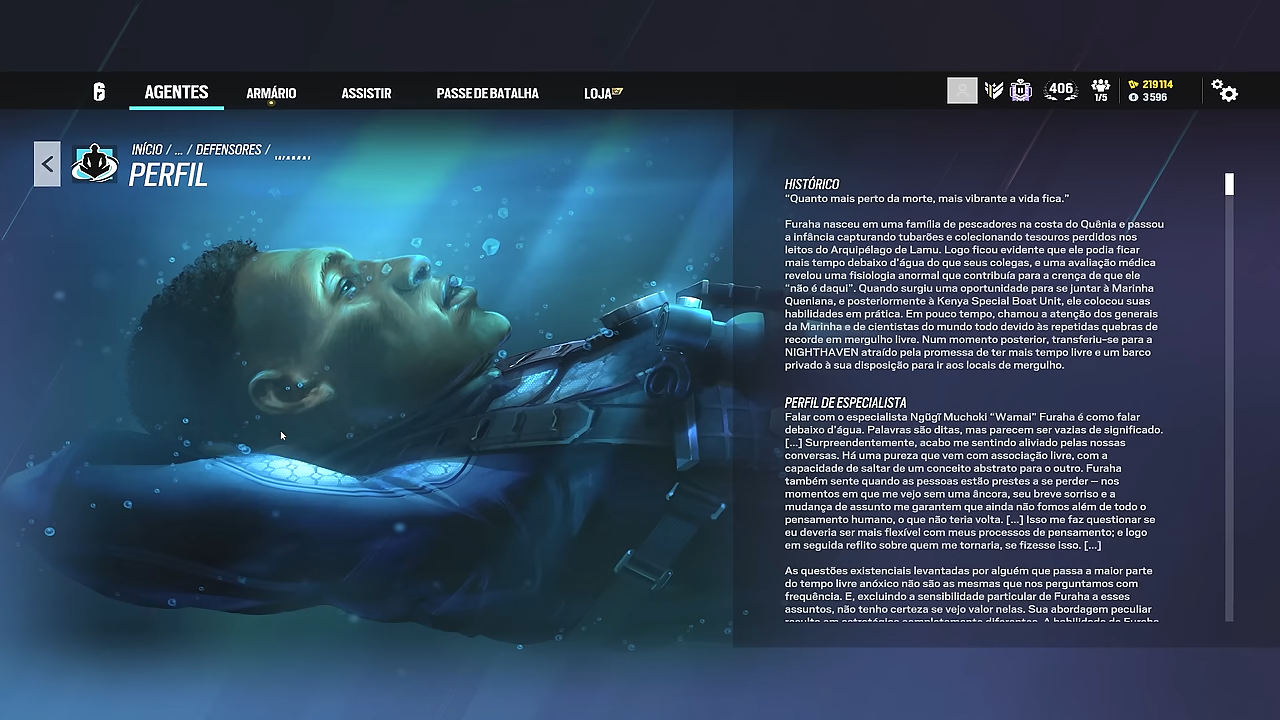 6
AGENTES
ARMÁRIO
ASSISTIR
PASSE DE BATALHA
LOJA
406
1/5
219 114
3 596
INÍCIO / ... / DEFENSORES /
PERFIL
HISTÓRICO
“Quanto mais perto da morte, mais vibrante a vida fica.”
Furaha nasceu em uma família de pescadores na costa do Quênia e passou
a infância capturando tubarões e colecionando tesouros perdidos nos
leitos do Arquipélago de Lamu. Logo ficou evidente que ele podia ficar
mais tempo debaixo d’água do que seus colegas, e uma avaliação médica
revelou uma fisiologia anormal que contribuía para a crença de que ele
“não é daqui”. Quando surgiu uma oportunidade para se juntar à Marinha
Queniana, e posteriormente à Kenya Special Boat Unit, ele colocou suas
habilidades em prática. Em pouco tempo, chamou a atenção dos generais
da Marinha e de cientistas do mundo todo devido às repetidas quebras de
recorde em mergulho livre. Num momento posterior, transferiu-se para a
NIGHTHAVEN atraído pela promessa de ter mais tempo livre e um barco
privado à sua disposição para ir aos locais de mergulho.
PERFIL DE ESPECIALISTA
Falar com o especialista Ngũgĩ Muchoki “Wamai” Furaha é como falar
debaixo d’água. Palavras são ditas, mas parecem ser vazias de significado.
[...] Surpreendentemente, acabo me sentindo aliviado pelas nossas
conversas. Há uma pureza que vem com associação livre, com a
capacidade de saltar de um conceito abstrato para o outro. Furaha
também sente quando as pessoas estão prestes a se perder — nos
momentos em que me vejo sem uma âncora, seu breve sorriso e a
mudança de assunto me garantem que ainda não fomos além de todo o
pensamento humano, o que não teria volta. [...] Isso me faz questionar se
eu deveria ser mais flexível com meus processos de pensamento; e logo
em seguida reflito sobre quem me tornaria, se fizesse isso. [...]
As questões existenciais levantadas por alguém que passa a maior parte
do tempo livre anóxico não são as mesmas que nos perguntamos com
frequência. E, excluindo a sensibilidade particular de Furaha a esses
assuntos, não tenho certeza se vejo valor nelas. Sua abordagem peculiar
resulta em estratégias completamente diferentes. A habilidade de Furaha